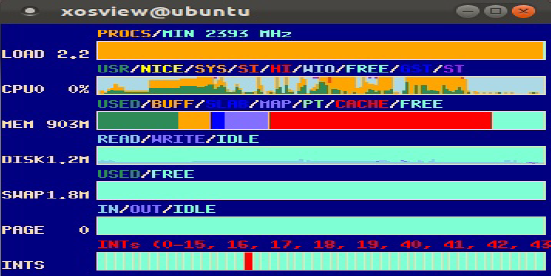 xosview@ubuntu
PROCS/MIN 2393 MHz
LOAD 2.2
USR/NICE/SYS/SI/HI/WIO/FREE/GST/ST
CPU0 0%
USED/BUFF/SLAB/MAP/PT/CACHE/FREE
MEM 903M
READ/WRITE/IDLE
DISK1.2M
USED/FREE
SWAP1.8M
IN/OUT/IDLE
PAGE 0
INTs (0-15, 16, 17, 18, 19, 40, 41, 42, 43
INTS